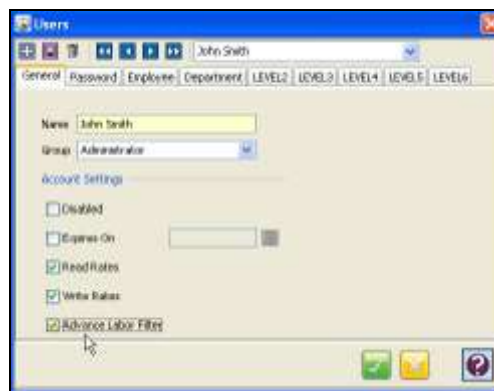 Users
John Smith
General Password Employee Department LEVEL2 LEVEL3 LEVEL4 LEVEL5 LEVEL6
Name John Smith
Group Administrator
Account Settings
Disabled
Expires On
Read Rates
Write Rates
Advance Labor Filter